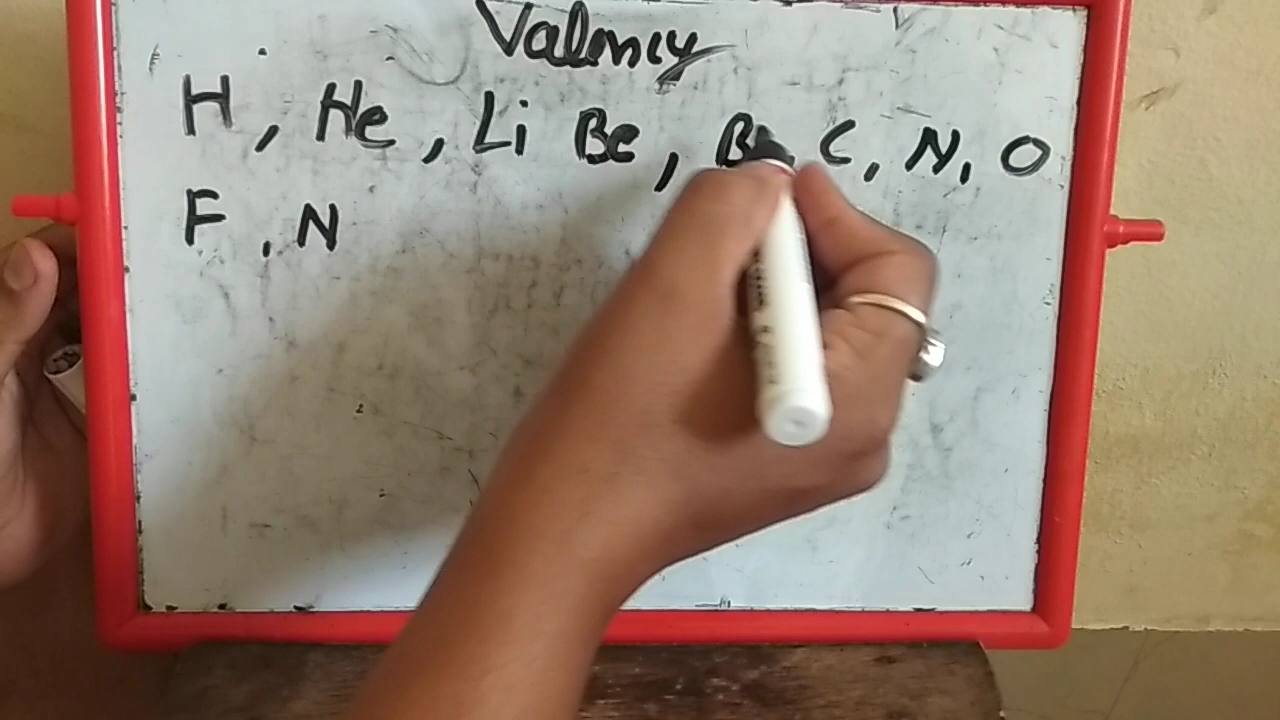 Valency
H, He, Li Be, B C, N, O
F, N